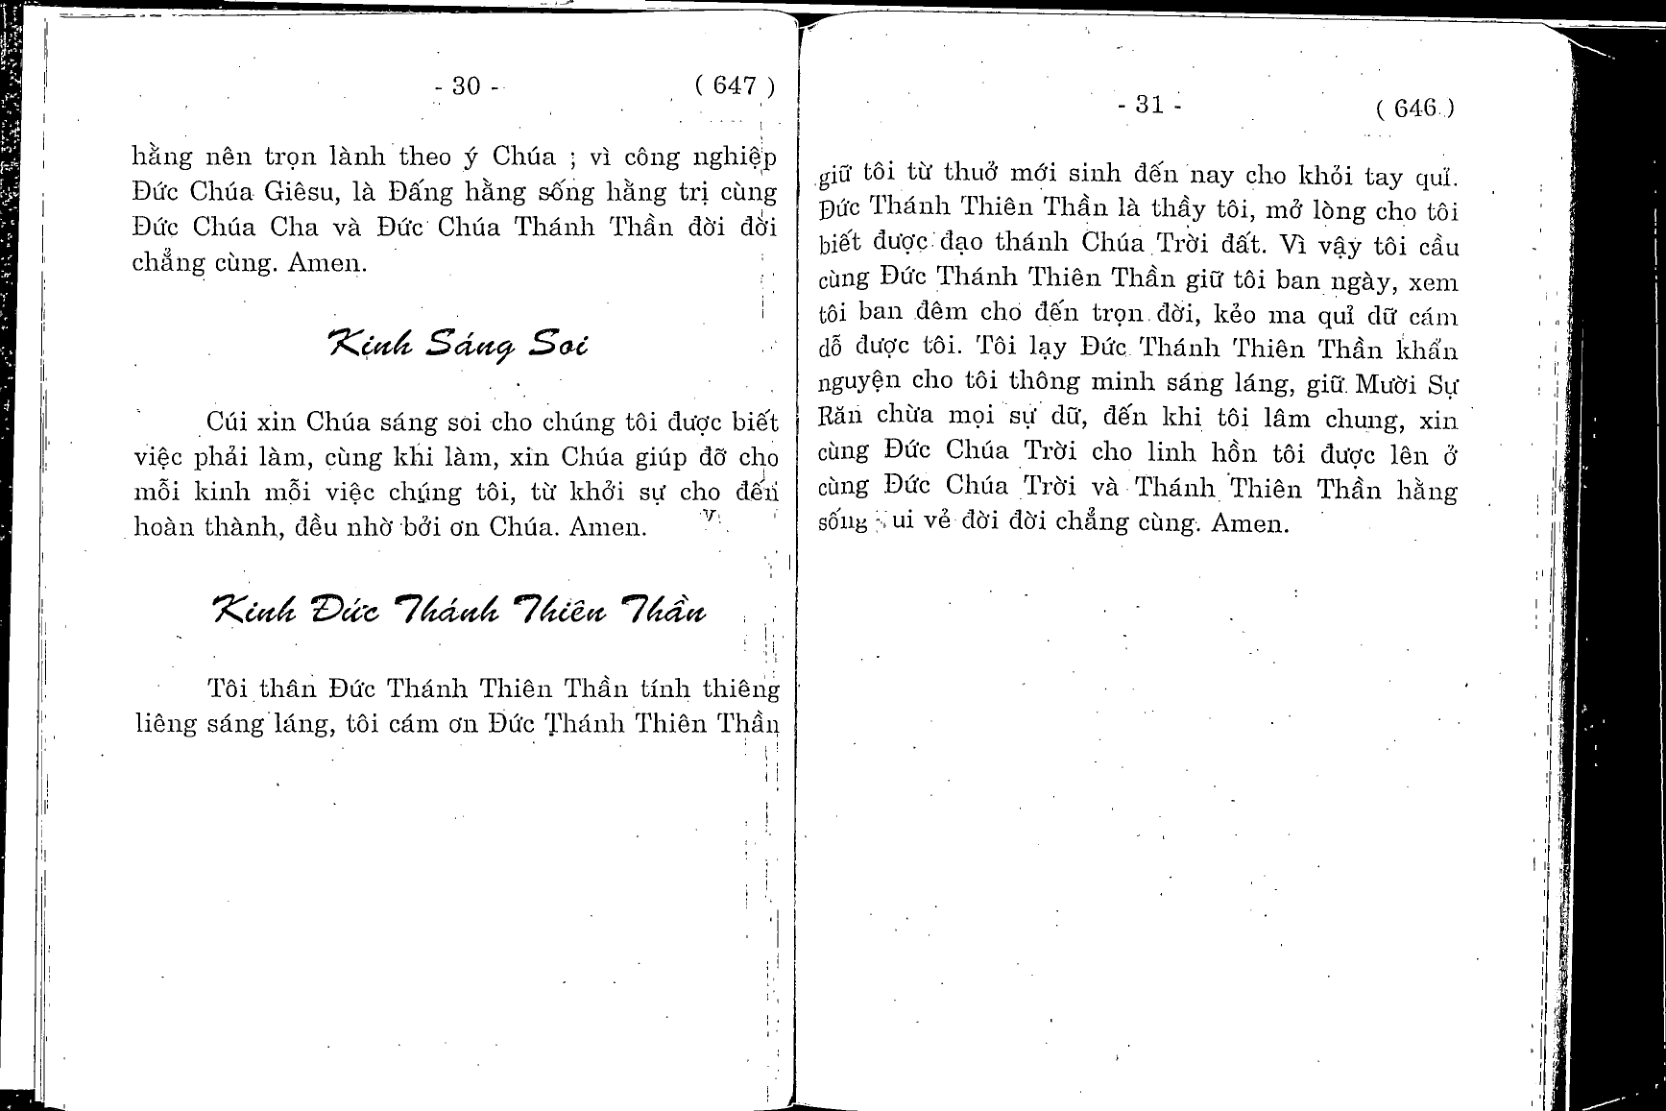 - 30 -
( 647 )
hằng nên trọn lành theo ý Chúa ; vì công nghiệp
Đức Chúa Giêsu, là Đấng hằng sống hằng trị cùng
Đức Chúa Cha và Đức Chúa Thánh Thần đời đời
chẳng cùng. Amen.
Kinh Sáng Soi
Cúi xin Chúa sáng soi cho chúng tôi được biết
việc phải làm, cùng khi làm, xin Chúa giúp đỡ cho
mỗi kinh mỗi việc chúng tôi, từ khởi sự cho đến
hoàn thành, đều nhờ bởi ơn Chúa. Amen.
Kinh Đức Thánh Thiên Thần
Tôi thân Đức Thánh Thiên Thần tính thiêng
liêng sáng láng, tôi cám ơn Đức Thánh Thiên Thần
- 31 -
( 646 )
giữ tôi từ thuở mới sinh đến nay cho khỏi tay quỉ.
Đức Thánh Thiên Thần là thầy tôi, mở lòng cho tôi
biết được đạo thánh Chúa Trời đất. Vì vậy tôi cầu
cùng Đức Thánh Thiên Thần giữ tôi ban ngày, xem
tôi ban đêm cho đến trọn đời, kẻo ma quỉ dữ cám
dỗ được tôi. Tôi lạy Đức Thánh Thiên Thần khẩn
nguyện cho tôi thông minh sáng láng, giữ Mười Sự
Răn chừa mọi sự dữ, đến khi tôi lâm chung, xin
cùng Đức Chúa Trời cho linh hồn tôi được lên ở
cùng Đức Chúa Trời và Thánh Thiên Thần hằng
sống ui vẻ đời đời chẳng cùng. Amen.